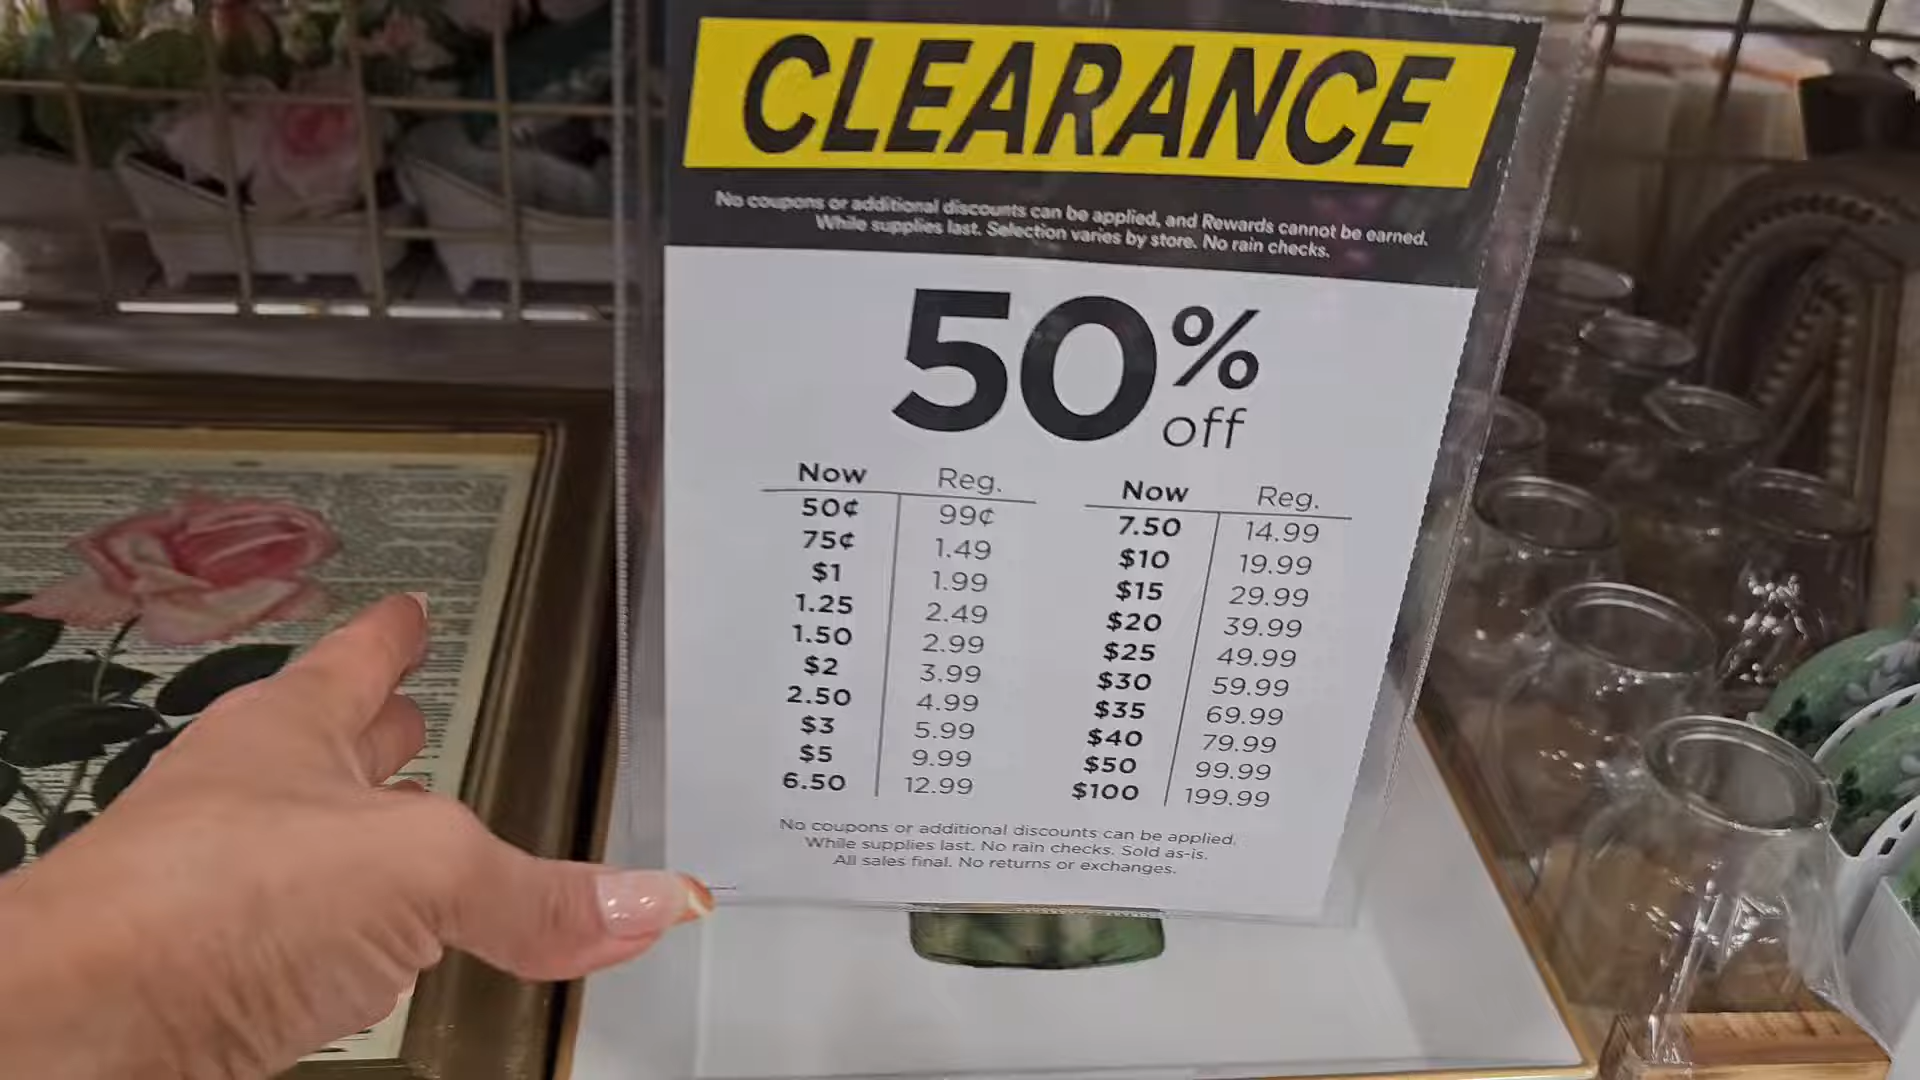 CLEARANCE
No coupons or additional discounts can be applied, and Rewards cannot be earned.
While supplies last. Selection varies by store. No rain checks.
50%
off
Now Reg.
50¢ 99¢
75¢ 1.49
$1 1.99
1.25 2.49
1.50 2.99
$2 3.99
2.50 4.99
$3 5.99
$5 9.99
6.50 12.99
Now Reg.
7.50 14.99
$10 19.99
$15 29.99
$20 39.99
$25 49.99
$30 59.99
$35 69.99
$40 79.99
$50 99.99
$100 199.99
No coupons or additional discounts can be applied.
While supplies last. No rain checks. Sold as-is.
All sales final. No returns or exchanges.